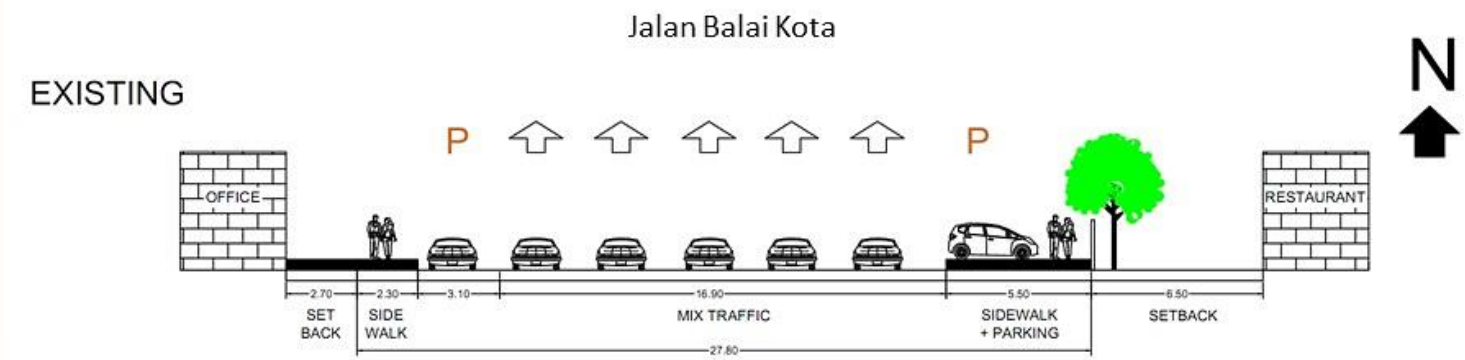 Jalan Balai Kota
N
EXISTING
P
P
OFFICE
RESTAURANT
2.70
2.30
3.10
16.90
5.50
6.50
SET
BACK
SIDE
WALK
MIX TRAFFIC
SIDEWALK
+ PARKING
SETBACK
27.80